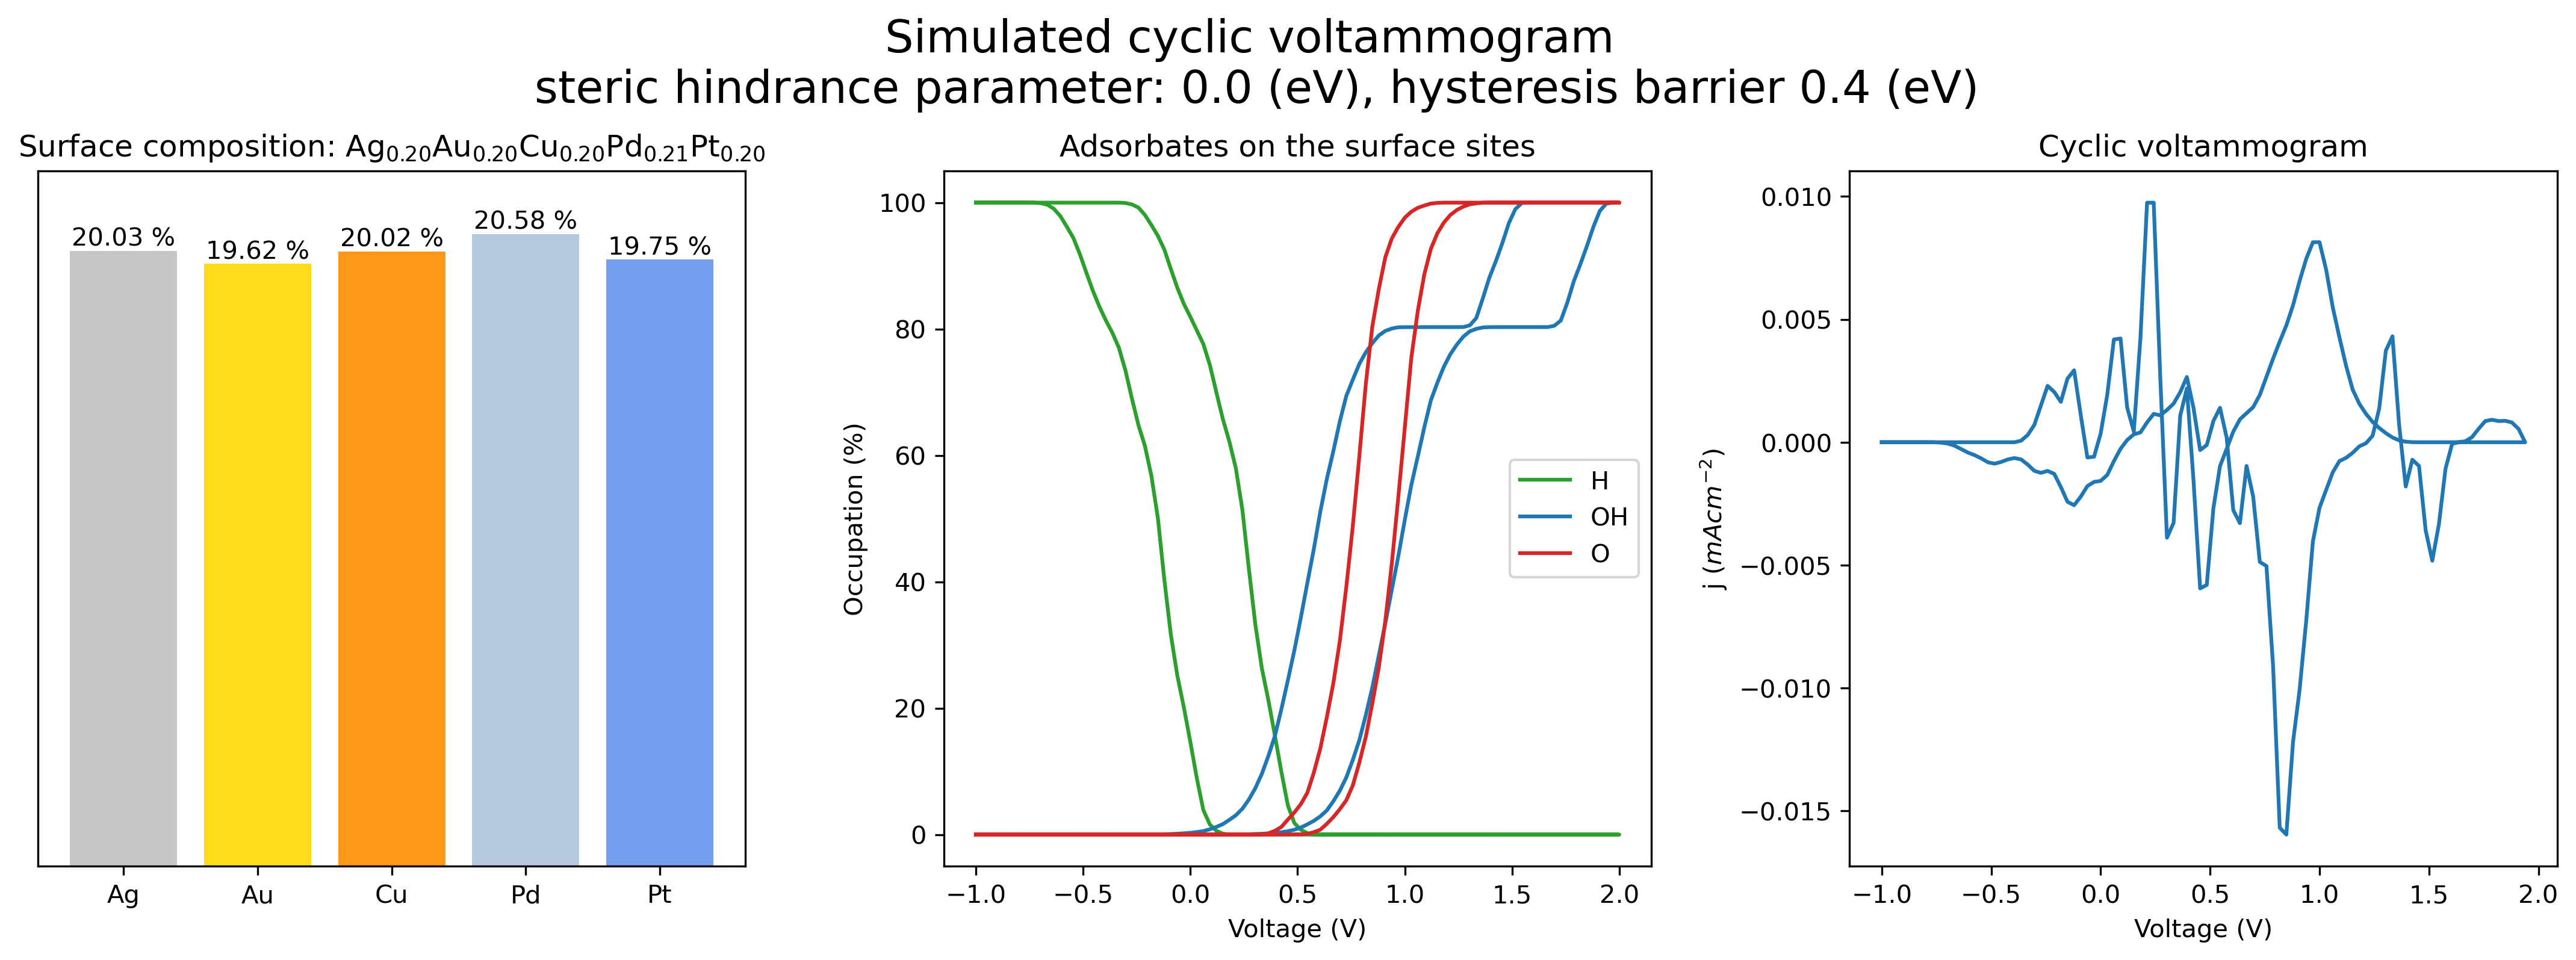 Simulated cyclic voltammogram
steric hindrance parameter: 0.0 (eV), hysteresis barrier 0.4 (eV)
Surface composition: Ag0.20Au0.20Cu0.20Pd0.21Pt0.20
20.03 %
19.62 %
20.02 %
20.58 %
19.75 %
Ag
Au
Cu
Pd
Pt
Adsorbates on the surface sites
Occupation (%)
100
80
60
40
20
0
H
OH
O
−1.0
−0.5
0.0
0.5
1.0
1.5
2.0
Voltage (V)
Cyclic voltammogram
j (mAcm−2)
0.010
0.005
0.000
−0.005
−0.010
−0.015
−1.0
−0.5
0.0
0.5
1.0
1.5
2.0
Voltage (V)